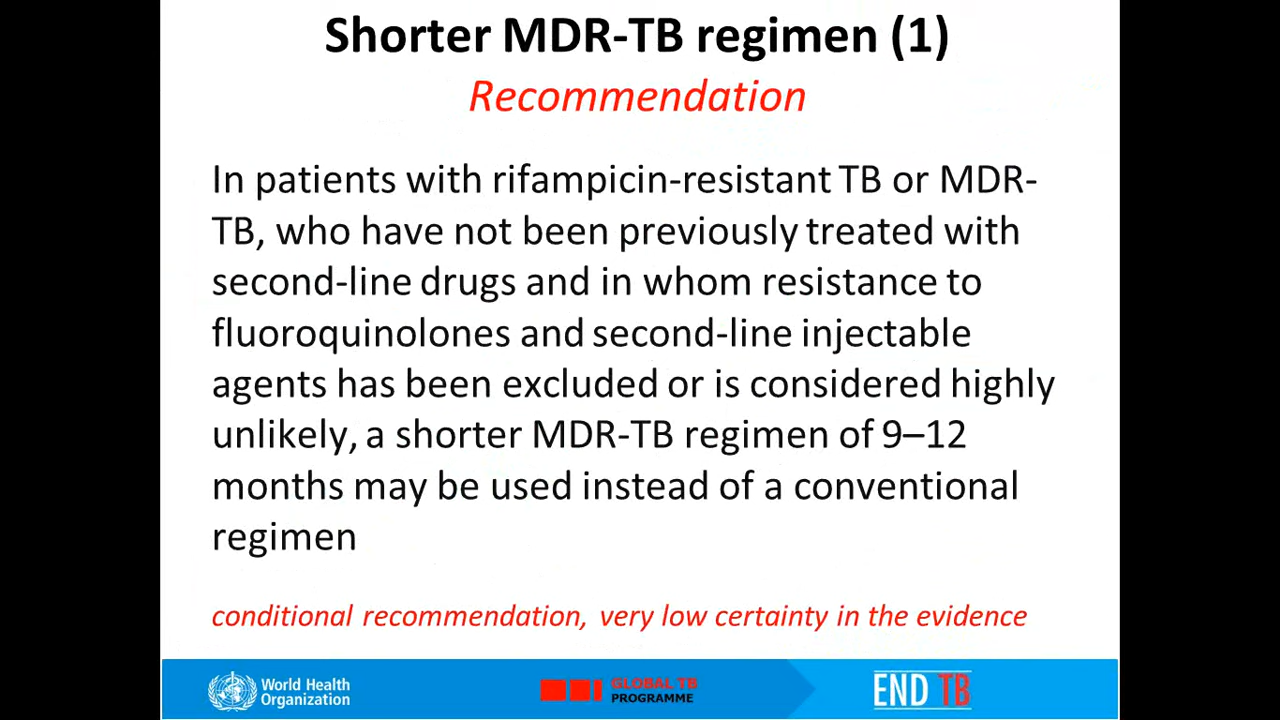 Shorter MDR-TB regimen (1)
Recommendation
In patients with rifampicin-resistant TB or MDR-
TB, who have not been previously treated with
second-line drugs and in whom resistance to
fluoroquinolones and second-line injectable
agents has been excluded or is considered highly
unlikely, a shorter MDR-TB regimen of 9–12
months may be used instead of a conventional
regimen
conditional recommendation, very low certainty in the evidence
World Health
Organization
GLOBAL TB
PROGRAMME
END TB